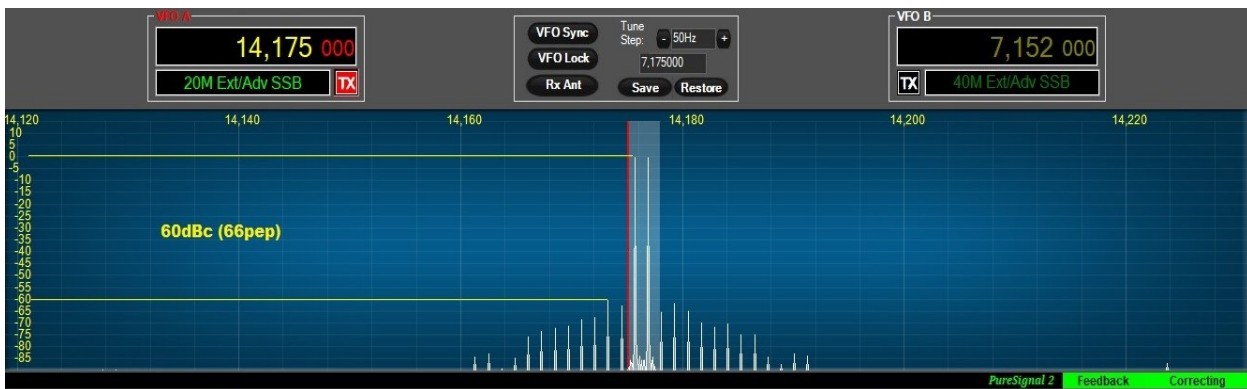 VFO A
14,175 000
20M Ext/Adv SSB TX
VFO Sync
VFO Lock
Rx Ant
Tune
Step: - 50Hz +
7,175000
Save Restore
VFO B
7,152 000
TX 40M Ext/Adv SSB
14,120 14,140 14,160 14,180 14,200 14,220
10
5
0
-5
-10
-15
-20
-25
-30
-35
-40
-45
-50
-55
-60
-65
-70
-75
-80
-85
60dBc (66pep)
PureSignal 2 Feedback Correcting